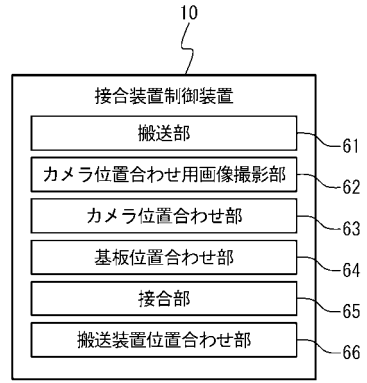 10
接合装置制御装置
搬送部 61
カメラ位置合わせ用画像撮影部 62
カメラ位置合わせ部 63
基板位置合わせ部 64
接合部 65
搬送装置位置合わせ部 66